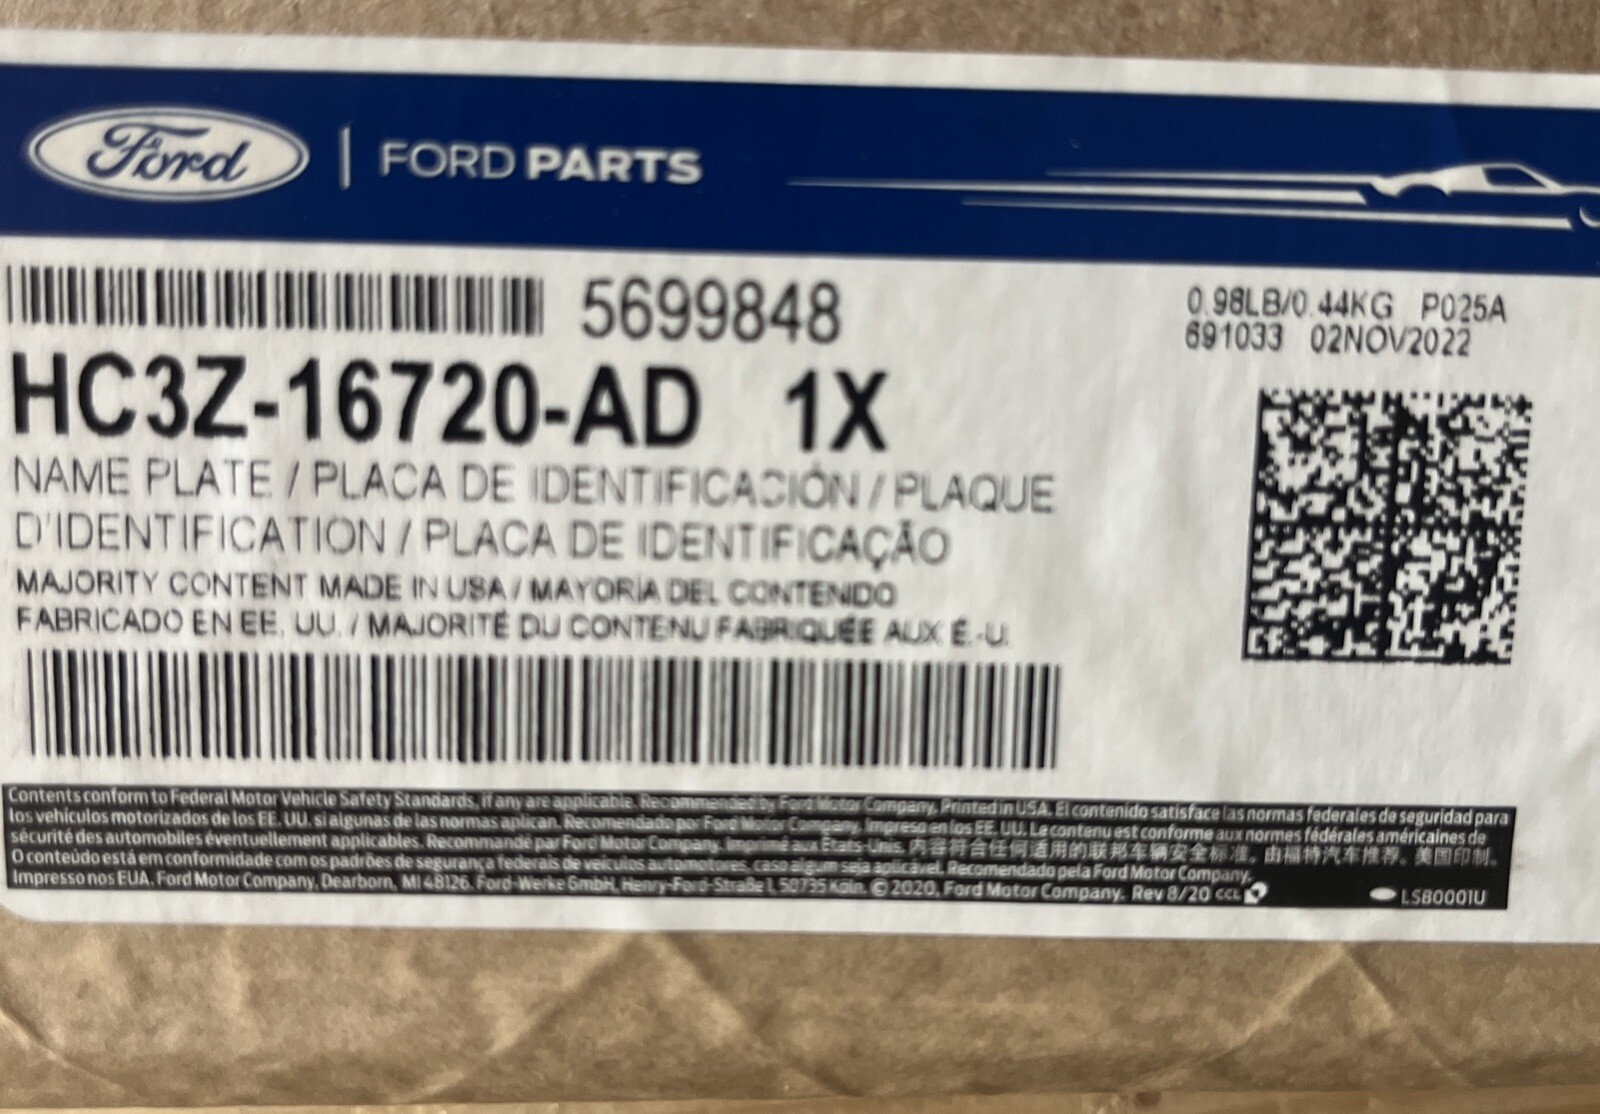 Ford | FORD PARTS
5699848
0.98LB/0.44KG P025A
691033 02NOV2022
HC3Z-16720-AD 1X
NAME PLATE / PLACA DE IDENTIFICACIÓN / PLAQUE
D'IDENTIFICATION / PLACA DE IDENTIFICAÇÃO
MAJORITY CONTENT MADE IN USA / MAYORÍA DEL CONTENIDO
FABRICADO EN EE. UU. / MAJORITÉ DU CONTENU FABRIQUÉE AUX É.-U.
Contents conform to Federal Motor Vehicle Safety Standards, if any are applicable. Recommended by Ford Motor Company. Printed in USA. El contenido satisface las normas federales de seguridad para
los vehículos motorizados de los EE. UU. si algunas de las normas aplican. Recomendado por Ford Motor Company. Impreso en los EE. UU. Le contenu est conforme aux normes fédérales américaines de
sécurité des automobiles éventuellement applicables. Recommandé par Ford Motor Company. Imprimé aux États-Unis. 内容符合任何适用的联邦车辆安全标准。由福特汽车推荐。美国印制.
O conteúdo está em conformidade com os padrões de segurança federais de veículos automotores, caso algum seja aplicável. Recomendado pela Ford Motor Company.
Impresso nos EUA. Ford Motor Company, Dearborn, MI 48126. Ford-Werke GmbH, Henry-Ford-Straße 1, 50735 Köln. © 2020, Ford Motor Company. Rev 8/20 CCL
LSB0001U